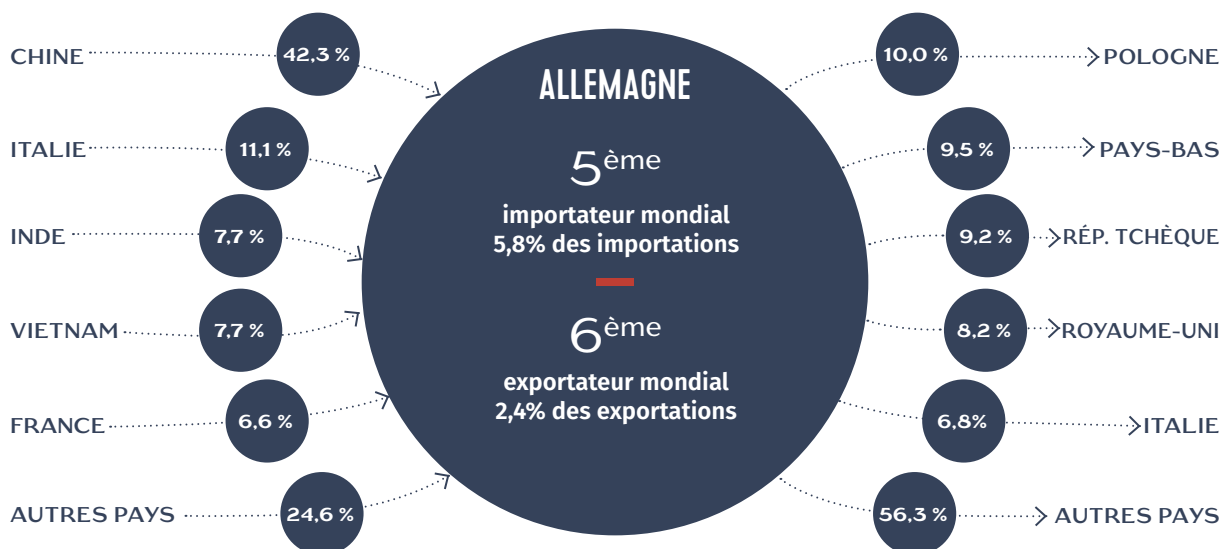 CHINE
42,3 %
ITALIE
11,1 %
INDE
7,7 %
VIETNAM
7,7 %
FRANCE
6,6 %
AUTRES PAYS
24,6 %
ALLEMAGNE
5ème
importateur mondial
5,8% des importations
6ème
exportateur mondial
2,4% des exportations
10,0 %
POLOGNE
9,5 %
PAYS-BAS
9,2 %
RÉP. TCHÈQUE
8,2 %
ROYAUME-UNI
6,8%
ITALIE
56,3 %
AUTRES PAYS